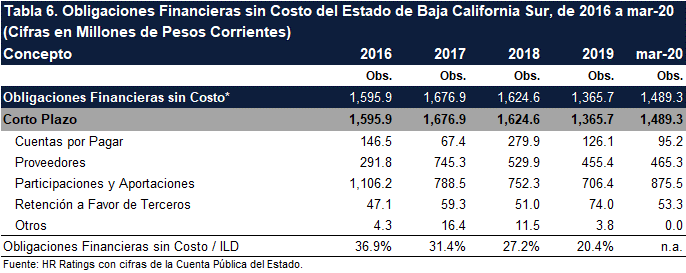 Tabla 6. Obligaciones Financieras sin Costo del Estado de Baja California Sur, de 2016 a mar-20
(Cifras en Millones de Pesos Corrientes)
Concepto 2016 2017 2018 2019 mar-20
Obs. Obs. Obs. Obs. Obs.
Obligaciones Financieras sin Costo* 1,595.9 1,676.9 1,624.6 1,365.7 1,489.3
Corto Plazo 1,595.9 1,676.9 1,624.6 1,365.7 1,489.3
Cuentas por Pagar 146.5 67.4 279.9 126.1 95.2
Proveedores 291.8 745.3 529.9 455.4 465.3
Participaciones y Aportaciones 1,106.2 788.5 752.3 706.4 875.5
Retención a Favor de Terceros 47.1 59.3 51.0 74.0 53.3
Otros 4.3 16.4 11.5 3.8 0.0
Obligaciones Financieras sin Costo / ILD 36.9% 31.4% 27.2% 20.4% n.a.
Fuente: HR Ratings con cifras de la Cuenta Pública del Estado.